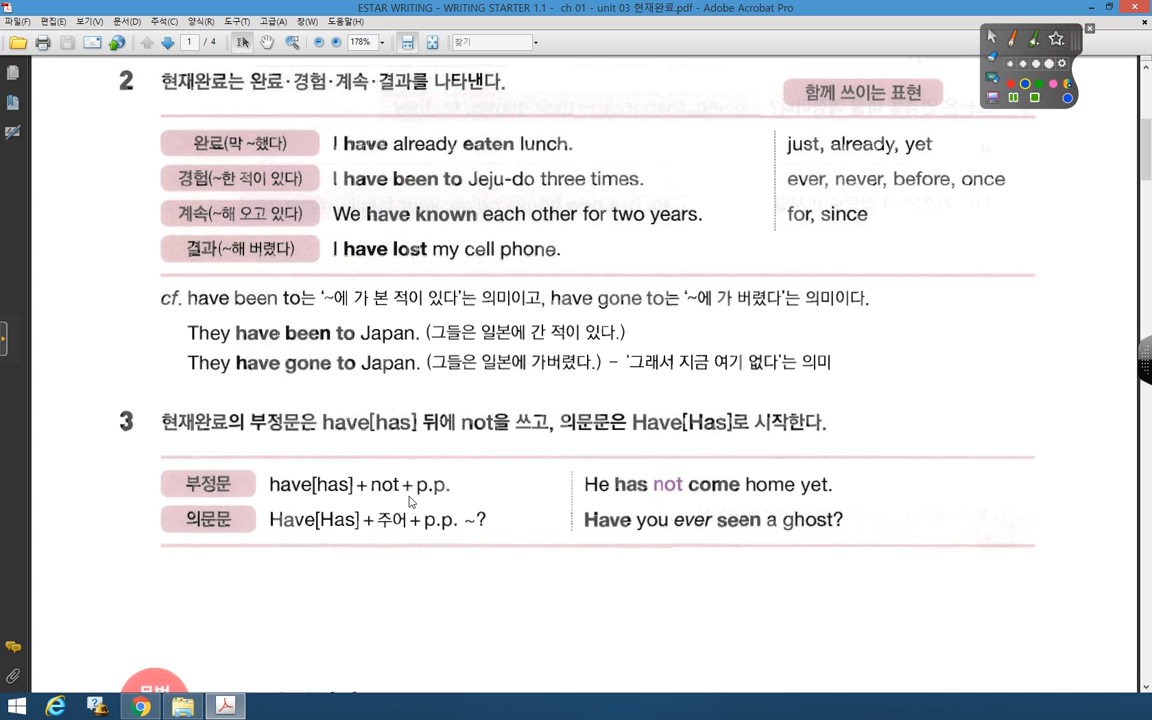 ESTAR WRITING - WRITING STARTER 1.1 - ch 01 - unit 03 현재완료.pdf - Adobe Acrobat Pro
파일(F) 편집(E) 보기(V) 문서(D) 주석(C) 양식(R) 도구(T) 고급(A) 창(W) 도움말(H)
1 / 4 178% 찾기
2 현재완료는 완료·경험·계속·결과를 나타낸다.
함께 쓰이는 표현
완료(막 ~했다) I have already eaten lunch. just, already, yet
경험(~한 적이 있다) I have been to Jeju-do three times. ever, never, before, once
계속(~해 오고 있다) We have known each other for two years. for, since
결과(~해 버렸다) I have lost my cell phone.
cf. have been to는 ‘~에 가 본 적이 있다’는 의미이고, have gone to는 ‘~에 가 버렸다’는 의미이다.
They have been to Japan. (그들은 일본에 간 적이 있다.)
They have gone to Japan. (그들은 일본에 가버렸다.) – ‘그래서 지금 여기 없다’는 의미
3 현재완료의 부정문은 have[has] 뒤에 not을 쓰고, 의문문은 Have[Has]로 시작한다.
부정문 have[has] + not + p.p. He has not come home yet.
의문문 Have[Has] + 주어 + p.p. ~? Have you ever seen a ghost?